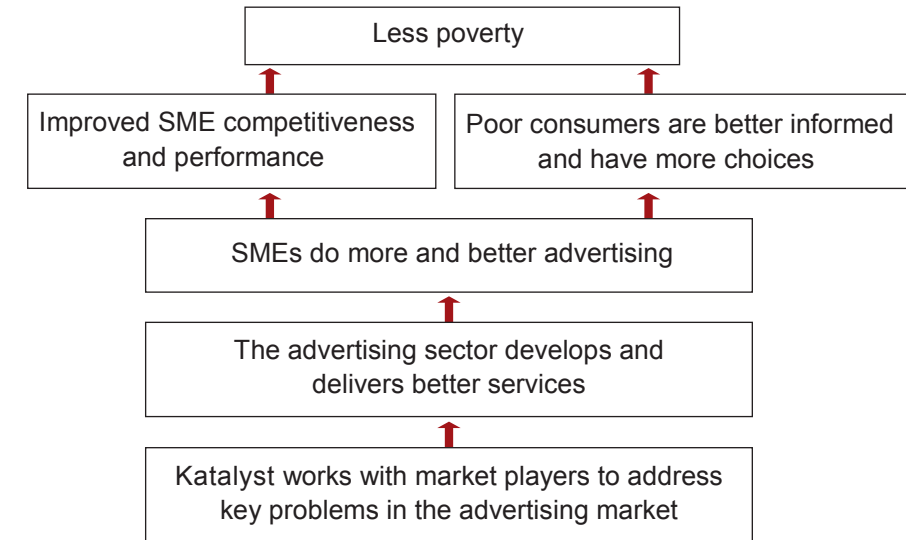 Less poverty
Improved SME competitiveness
and performance
Poor consumers are better informed
and have more choices
SMEs do more and better advertising
The advertising sector develops and
delivers better services
Katalyst works with market players to address
key problems in the advertising market